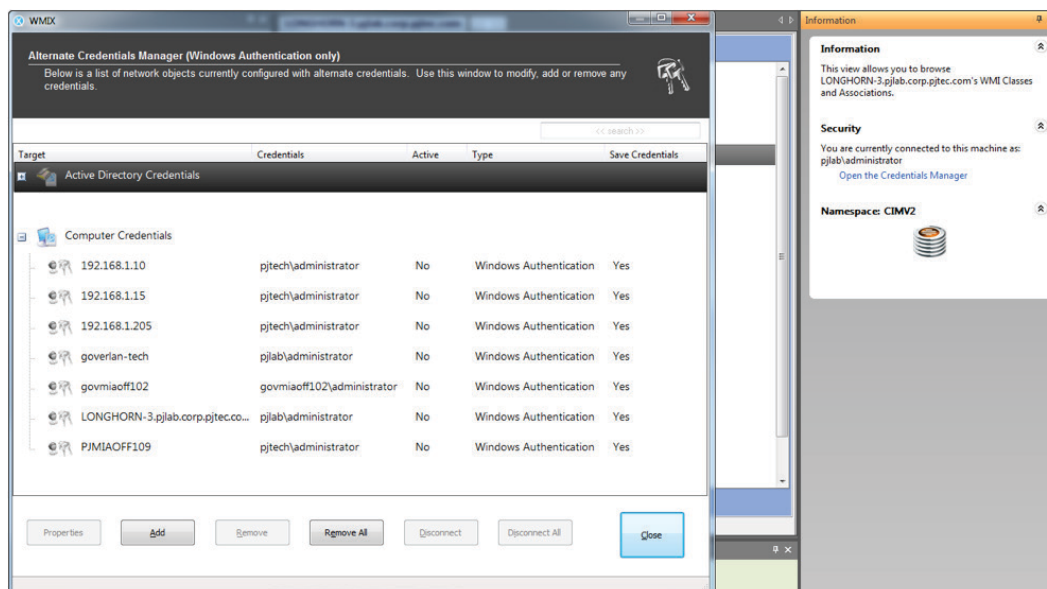 WMIX
Alternate Credentials Manager (Windows Authentication only)
Below is a list of network objects currently configured with alternate credentials. Use this window to modify, add or remove any
credentials.
<< search >>
Target Credentials Active Type Save Credentials
Active Directory Credentials
Computer Credentials
192.168.1.10 pjtech\administrator No Windows Authentication Yes
192.168.1.15 pjtech\administrator No Windows Authentication Yes
192.168.1.205 pjtech\administrator No Windows Authentication Yes
goverlan-tech pjlab\administrator No Windows Authentication Yes
govmiaoff102 govmiaoff102\administrator No Windows Authentication Yes
LONGHORN-3.pjlab.corp.pjtec.co... pjlab\administrator No Windows Authentication Yes
PJMIAOFF109 pjtech\administrator No Windows Authentication Yes
Properties Add Remove Remove All Disconnect Disconnect All Close
Information
Information
This view allows you to browse
LONGHORN-3.pjlab.corp.pjtec.com's WMI Classes
and Associations.
Security
You are currently connected to this machine as:
pjlab\administrator
Open the Credentials Manager
Namespace: CIMV2